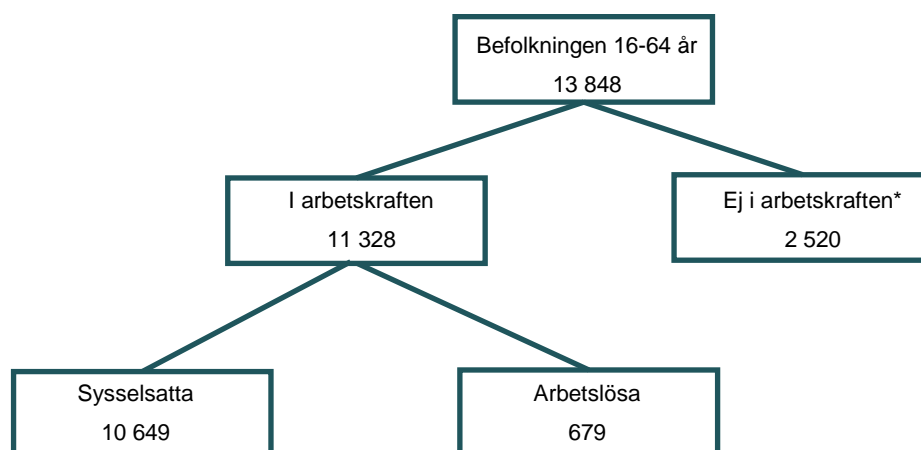 Befolkningen 16-64 år
13 848
I arbetskraften
11 328
Ej i arbetskraften*
2 520
Sysselsatta
10 649
Arbetslösa
679